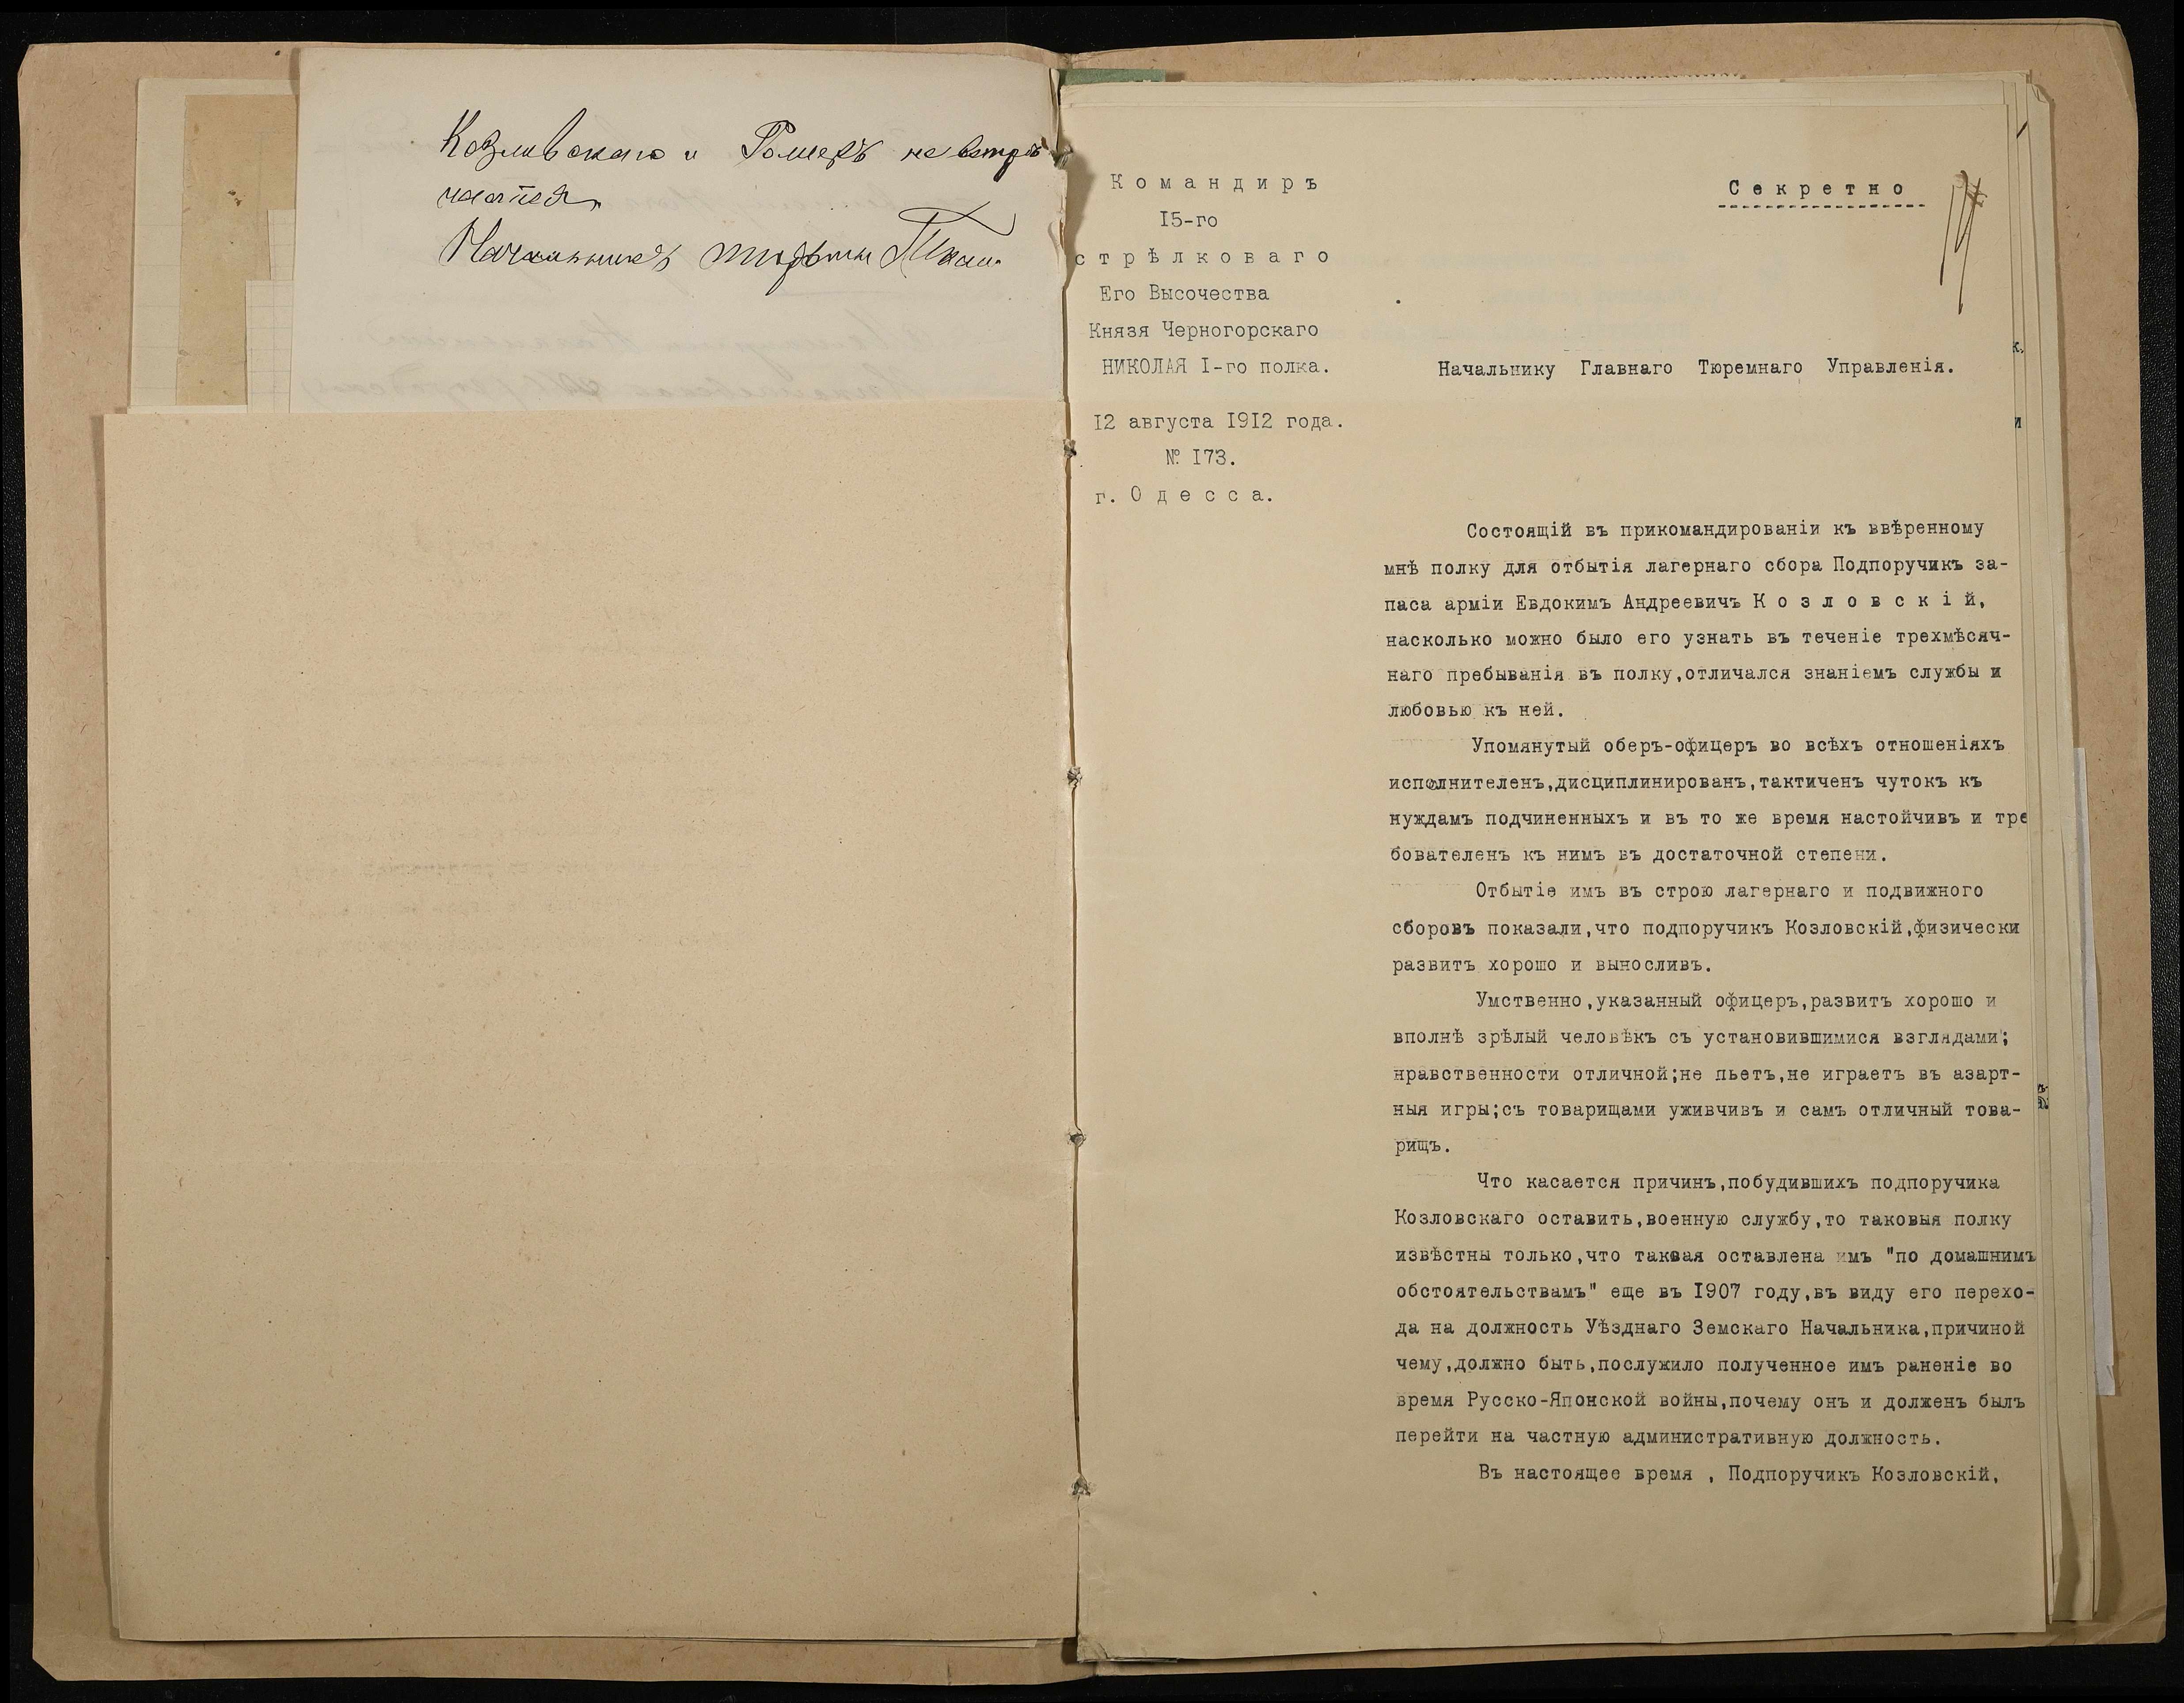 Козловскаго и Ромеръ не встрѣ
чается
Начальникъ тюрьмы
Командиръ
I5-го
стрѣлковаго
Его Высочества
Князя Черногорскаго
НИКОЛАЯ I-го полка.
I2 августа I9I2 года.
№ I73.
г. Одесса.
Секретно
Начальнику Главнаго Тюремнаго Управленія.
Состоящій въ прикомандированіи къ ввѣренному
мнѣ полку для отбытія лагернаго сбора Подпоручикъ за-
паса арміи Евдокимъ Андреевичъ Козловскій,
насколько можно было его узнать въ теченіе трехмѣсяч-
наго пребыванія въ полку,отличался знаніемъ службы и
любовью къ ней.
Упомянутый оберъ-офицеръ во всѣхъ отношеніяхъ
исполнителенъ,дисциплинированъ,тактиченъ чутокъ къ
нуждамъ подчиненныхъ и въ то же время настойчивъ и тре
бователенъ къ нимъ въ достаточной степени.
Отбытіе имъ въ строю лагернаго и подвижного
сборовъ показали,что подпоручикъ Козловскій,физически
развитъ хорошо и выносливъ.
Умственно,указанный офицеръ,развитъ хорошо и
вполнѣ зрѣлый человѣкъ съ установившимися взглядами;
нравственности отличной;не пьетъ,не играетъ въ азарт-
ныя игры;съ товарищами уживчивъ и самъ отличный това-
рищъ.
Что касается причинъ,побудившихъ подпоручика
Козловскаго оставить,военную службу,то таковыя полку
извѣстны только,что таквая оставлена имъ "по домашнимъ
обстоятельствамъ" еще въ I907 году,въ виду его перехо-
да на должность Уѣзднаго Земскаго Начальника,причиной
чему,должно быть,послужило полученное имъ раненіе во
время Русско-Японской войны,почему онъ и долженъ былъ
перейти на частную административную должность.
Въ настоящее время , Подпоручикъ Козловскій,